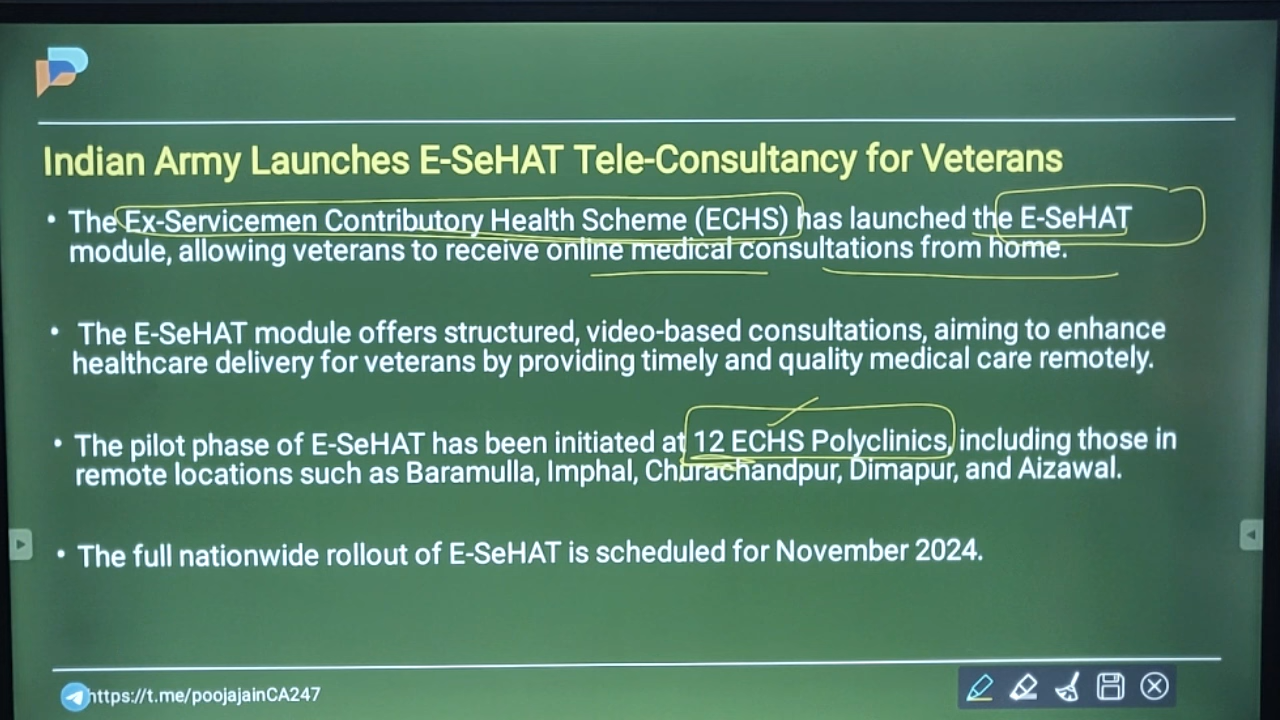 Indian Army Launches E-SeHAT Tele-Consultancy for Veterans
• The Ex-Servicemen Contributory Health Scheme (ECHS) has launched the E-SeHAT
module, allowing veterans to receive online medical consultations from home.
• The E-SeHAT module offers structured, video-based consultations, aiming to enhance
healthcare delivery for veterans by providing timely and quality medical care remotely.
• The pilot phase of E-SeHAT has been initiated at 12 ECHS Polyclinics, including those in
remote locations such as Baramulla, Imphal, Churachandpur, Dimapur, and Aizawal.
• The full nationwide rollout of E-SeHAT is scheduled for November 2024.
https://t.me/poojajainCA247